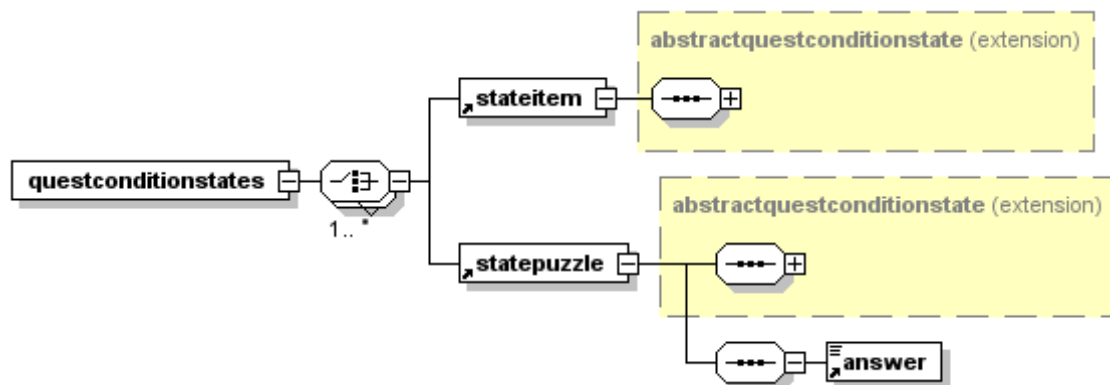 abstractquestconditionstate (extension)
stateitem
questconditionstates
1.. *
abstractquestconditionstate (extension)
statepuzzle
answer